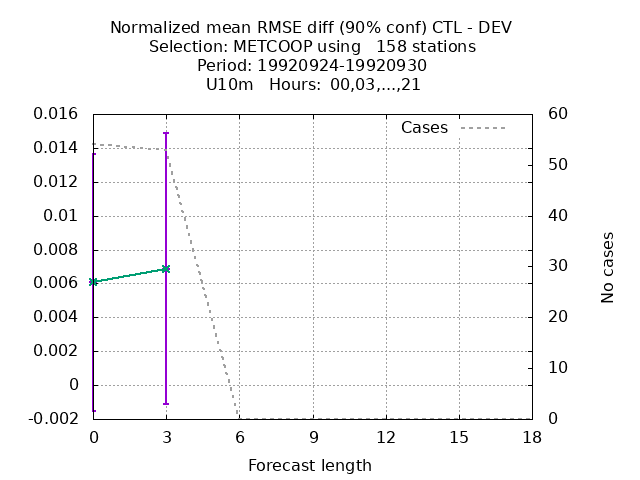 Normalized mean RMSE diff (90% conf) CTL - DEV
Selection: METCOOP using   158 stations
Period: 19920924-19920930
U10m   Hours:  00,03,...,21
0.016
0.014
0.012
0.01
0.008
0.006
0.004
0.002
0
-0.002
Cases
60
50
40
30
20
10
0
No cases
0 3 6 9 12 15 18
Forecast length